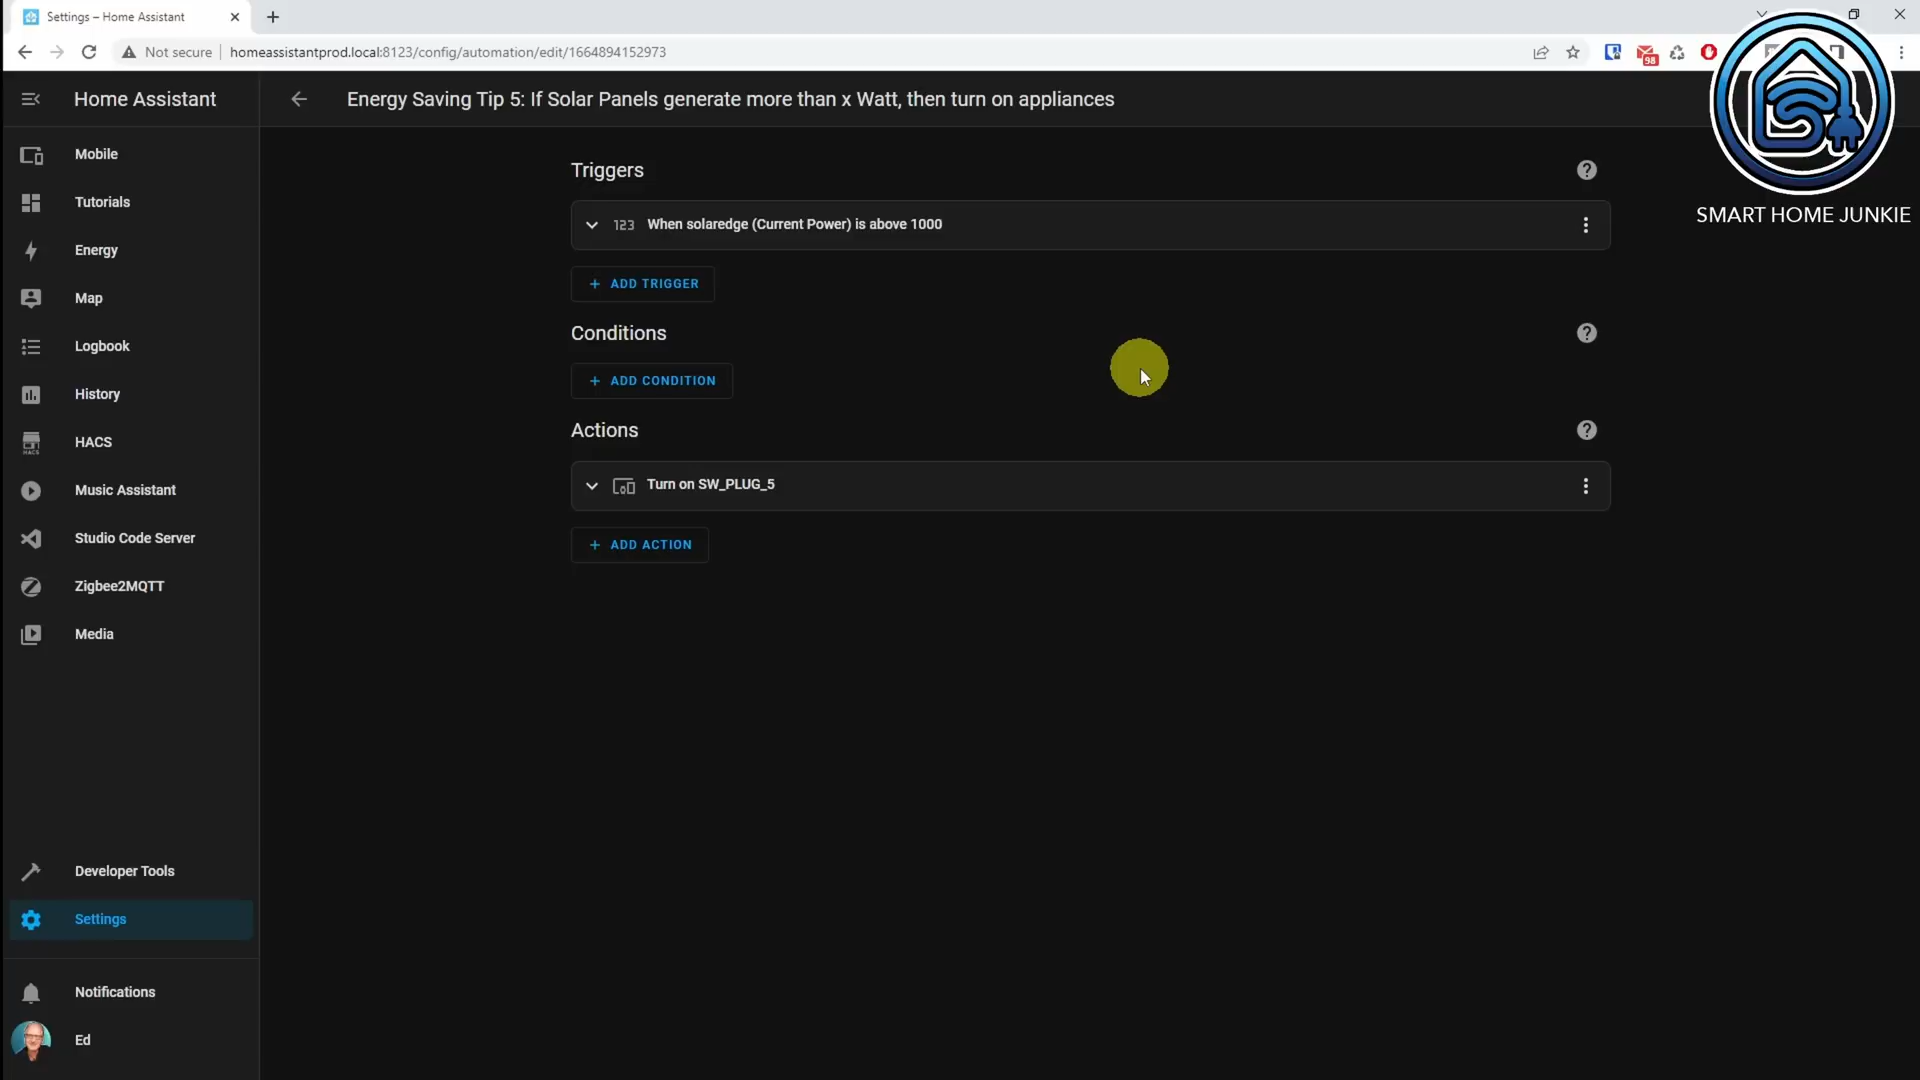 Settings – Home Assistant
Not secure
homeassistantprod.local:8123/config/automation/edit/1664894152973
98
Home Assistant
Energy Saving Tip 5: If Solar Panels generate more than x Watt, then turn on appliances
SMART HOME JUNKIE
Mobile
Tutorials
Energy
Map
Logbook
History
HACS
HACS
Music Assistant
Studio Code Server
Zigbee2MQTT
Media
Developer Tools
Settings
Notifications
Ed
Triggers
123 When solaredge (Current Power) is above 1000
+ ADD TRIGGER
Conditions
+ ADD CONDITION
Actions
Turn on SW_PLUG_5
+ ADD ACTION